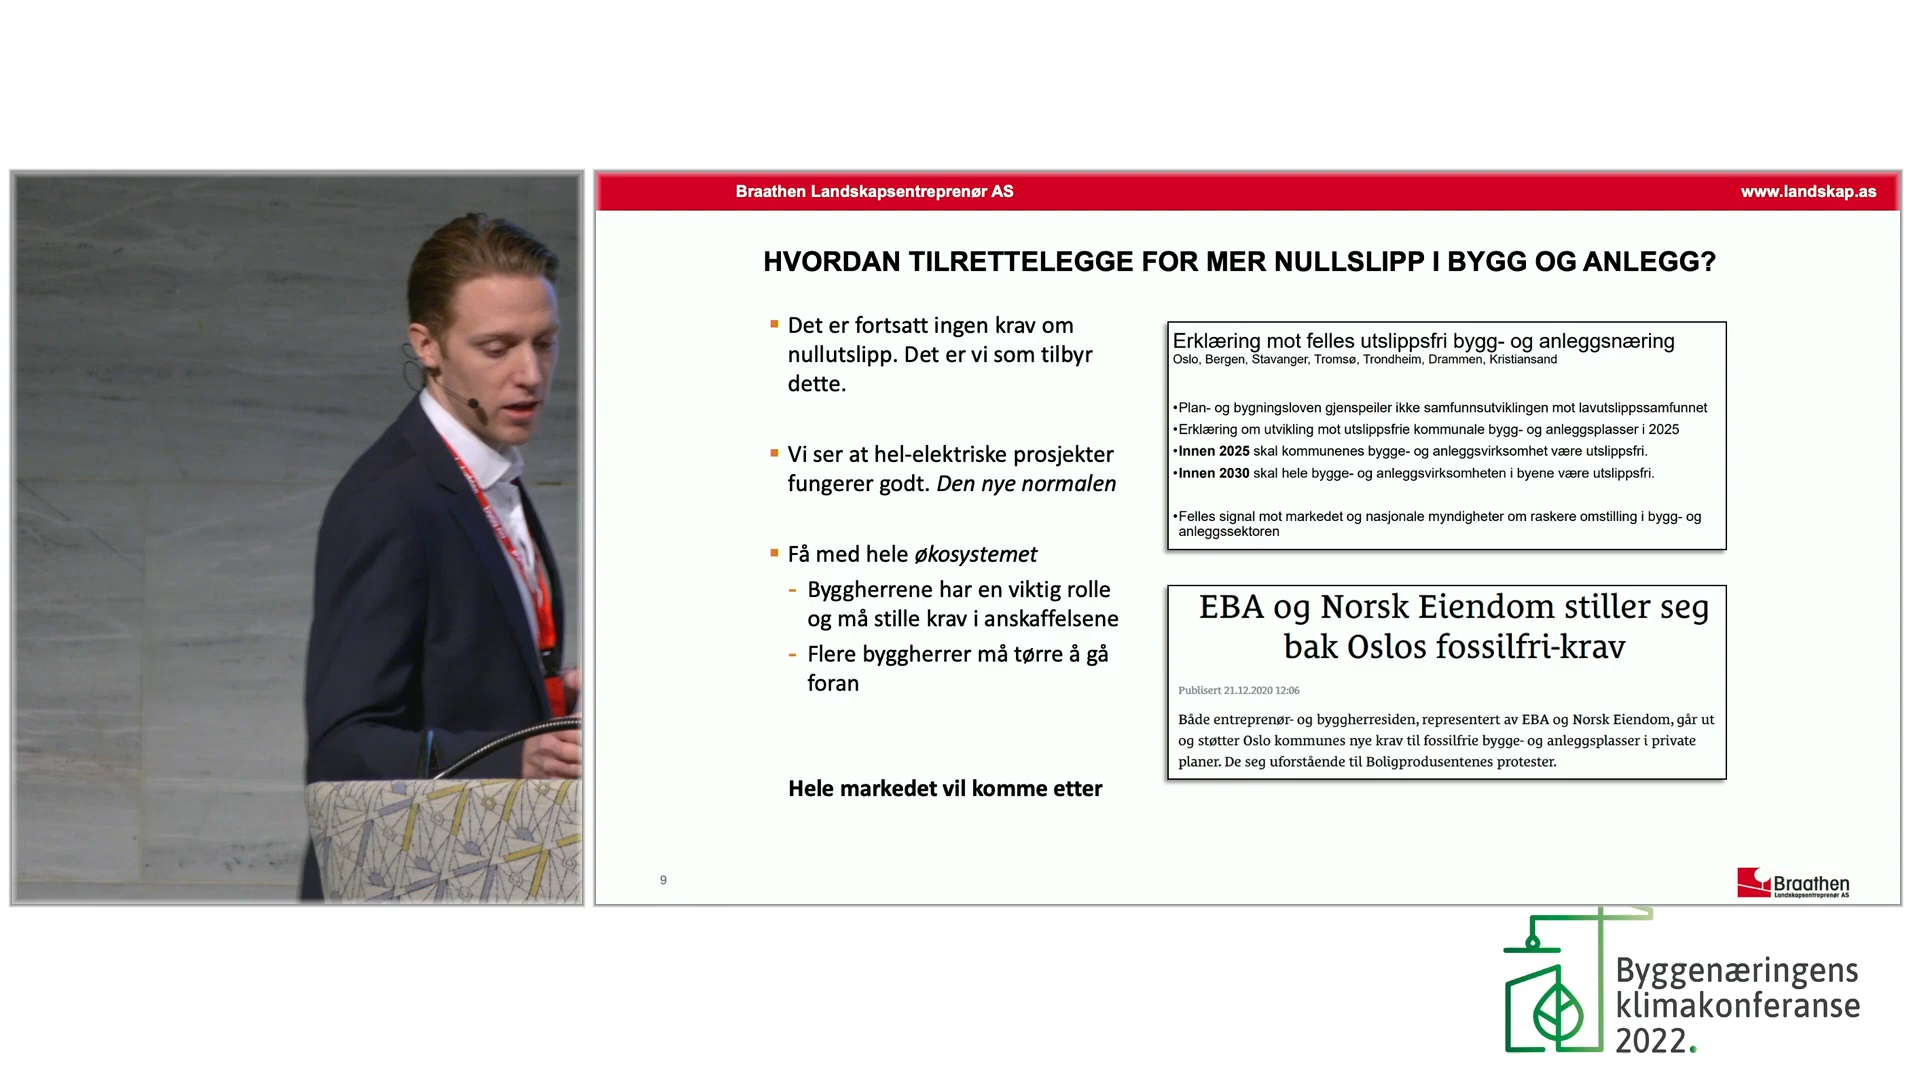 Braathen Landskapsentreprenør AS
www.landskap.as
HVORDAN TILRETTELEGGE FOR MER NULLSLIPP I BYGG OG ANLEGG?
▪ Det er fortsatt ingen krav om
nullutslipp. Det er vi som tilbyr
dette.
▪ Vi ser at hel-elektriske prosjekter
fungerer godt. Den nye normalen
▪ Få med hele økosystemet
- Byggherrene har en viktig rolle
og må stille krav i anskaffelsene
- Flere byggherrer må tørre å gå
foran
Hele markedet vil komme etter
Erklæring mot felles utslippsfri bygg- og anleggsnæring
Oslo, Bergen, Stavanger, Tromsø, Trondheim, Drammen, Kristiansand
•Plan- og bygningsloven gjenspeiler ikke samfunnsutviklingen mot lavutslippssamfunnet
•Erklæring om utvikling mot utslippsfrie kommunale bygg- og anleggsplasser i 2025
•Innen 2025 skal kommunenes bygge- og anleggsvirksomhet være utslippsfri.
•Innen 2030 skal hele bygge- og anleggsvirksomheten i byene være utslippsfri.
•Felles signal mot markedet og nasjonale myndigheter om raskere omstilling i bygg- og
anleggssektoren
EBA og Norsk Eiendom stiller seg
bak Oslos fossilfri-krav
Publisert 21.12.2020 12:06
Både entreprenør- og byggherresiden, representert av EBA og Norsk Eiendom, går ut
og støtter Oslo kommunes nye krav til fossilfrie bygge- og anleggsplasser i private
planer. De seg uforstående til Boligprodusentenes protester.
9
Braathen
Landskapsentreprenør AS
Byggenæringens
klimakonferanse
2022.